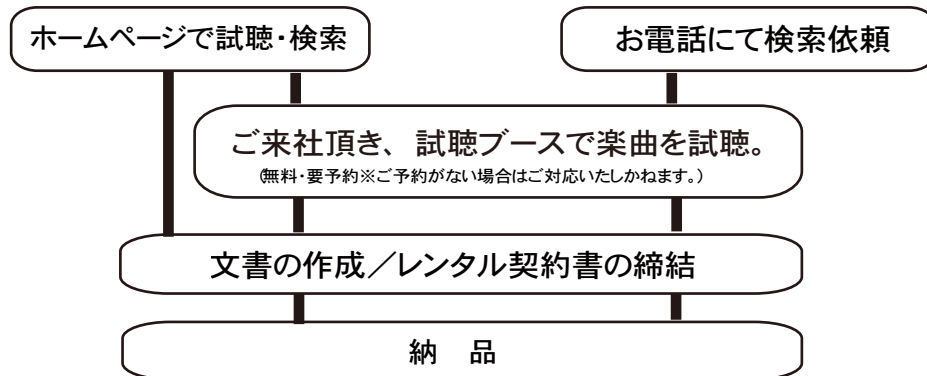 ホームページで試聴・検索
お電話にて検索依頼
ご来社頂き、試聴ブースで楽曲を試聴。
(無料・要予約※ご予約がない場合はご対応いたしかねます。)
文書の作成／レンタル契約書の締結
納　品